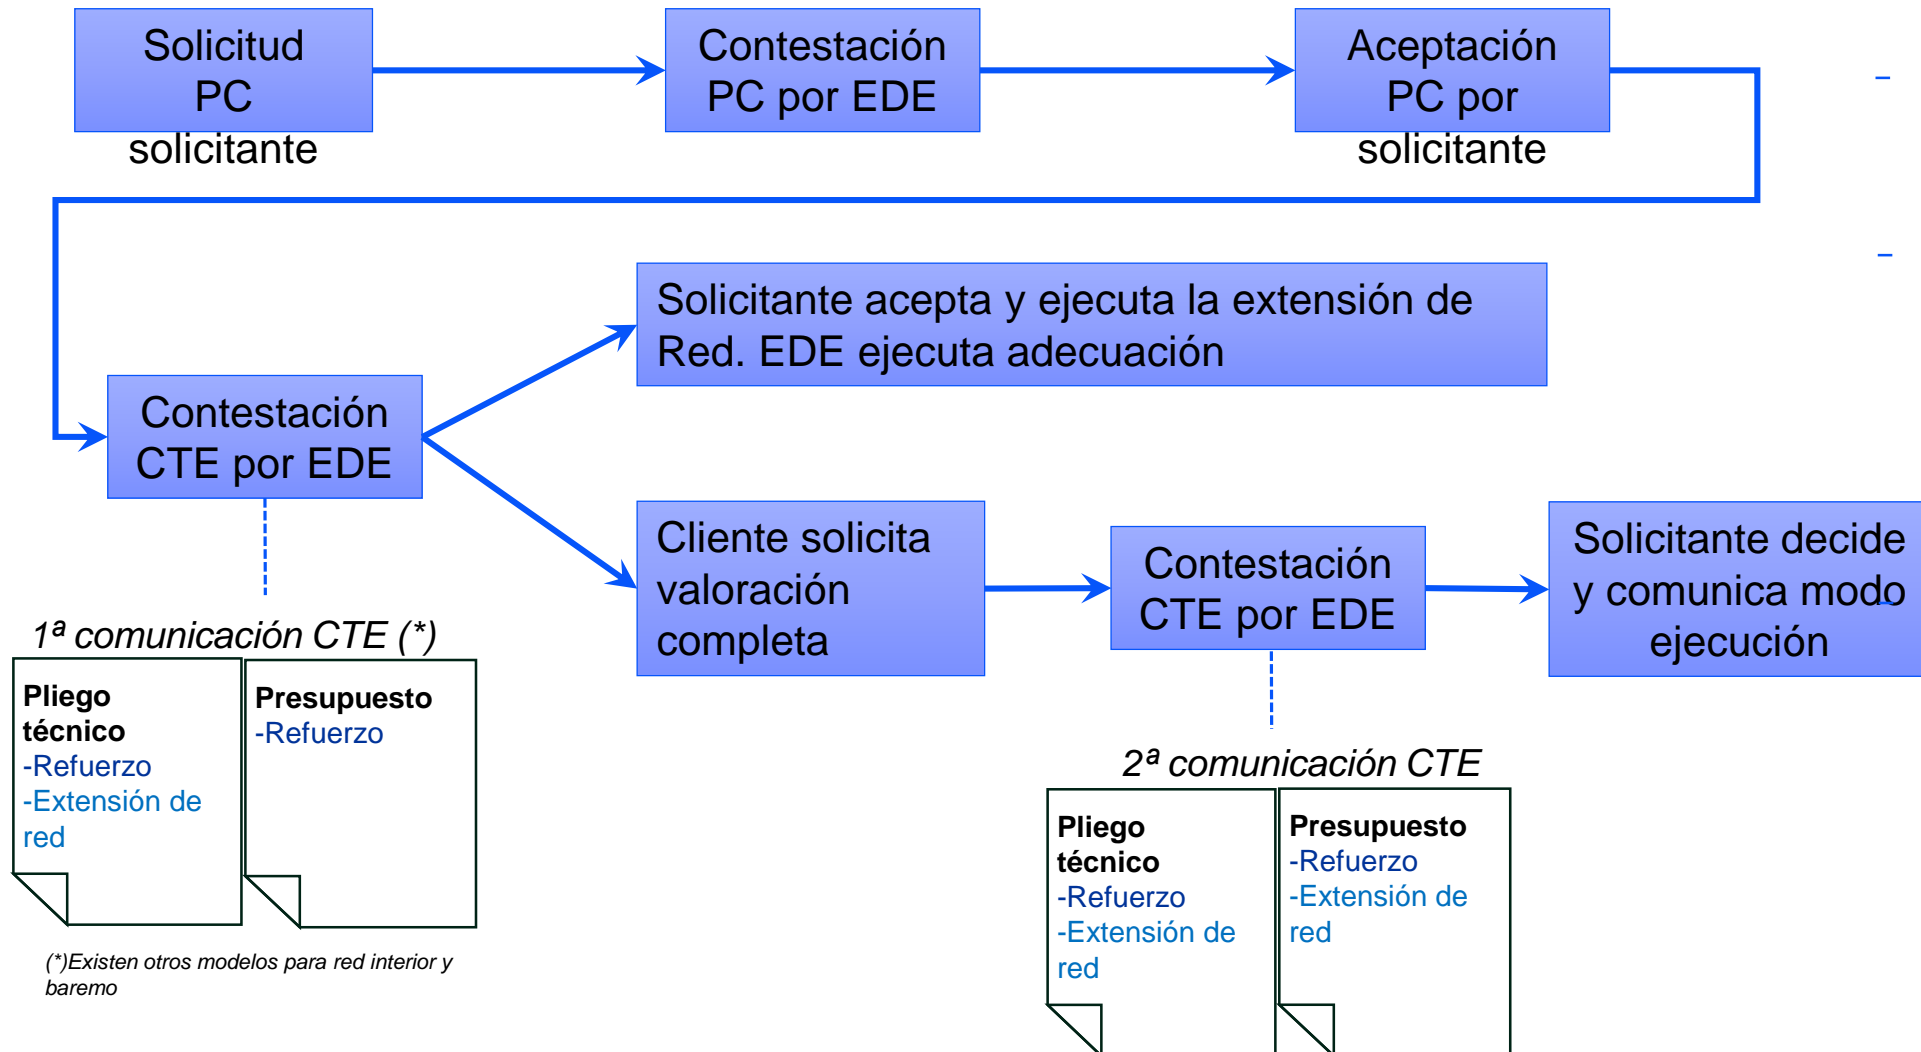 Solicitud
PC
solicitante
Contestación
PC por EDE
Aceptación
PC por
solicitante
Solicitante acepta y ejecuta la extensión de
Red. EDE ejecuta adecuación
Contestación
CTE por EDE
Cliente solicita
valoración
completa
Contestación
CTE por EDE
Solicitante decide
y comunica modo
ejecución
1ª comunicación CTE (*)
Pliego
técnico
-Refuerzo
-Extensión de
red
Presupuesto
-Refuerzo
(*)Existen otros modelos para red interior y
baremo
2ª comunicación CTE
Pliego
técnico
-Refuerzo
-Extensión de
red
Presupuesto
-Refuerzo
-Extensión de
red